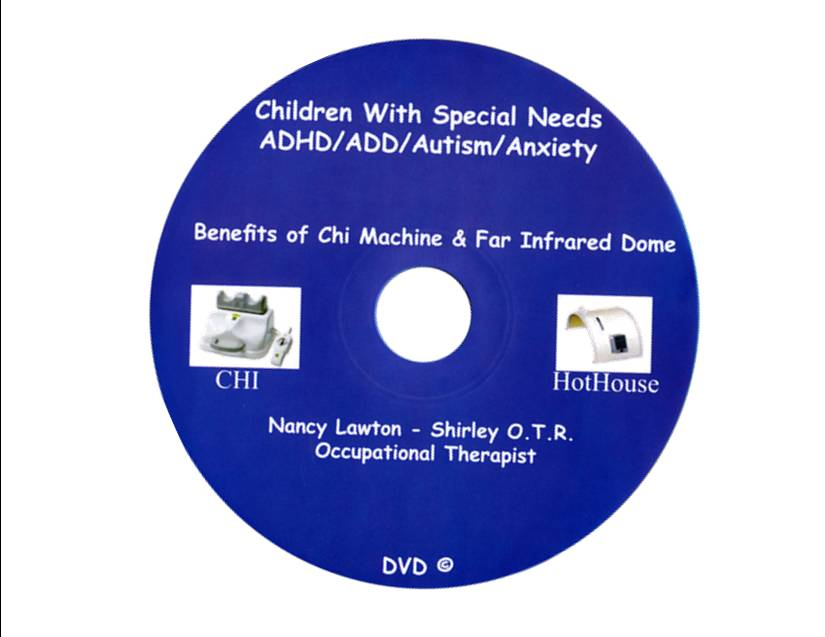 Children With Special Needs
ADHD/ADD/Autism/Anxiety
Benefits of Chi Machine & Far Infrared Dome
CHI
HotHouse
Nancy Lawton - Shirley O.T.R.
Occupational Therapist
DVD ©